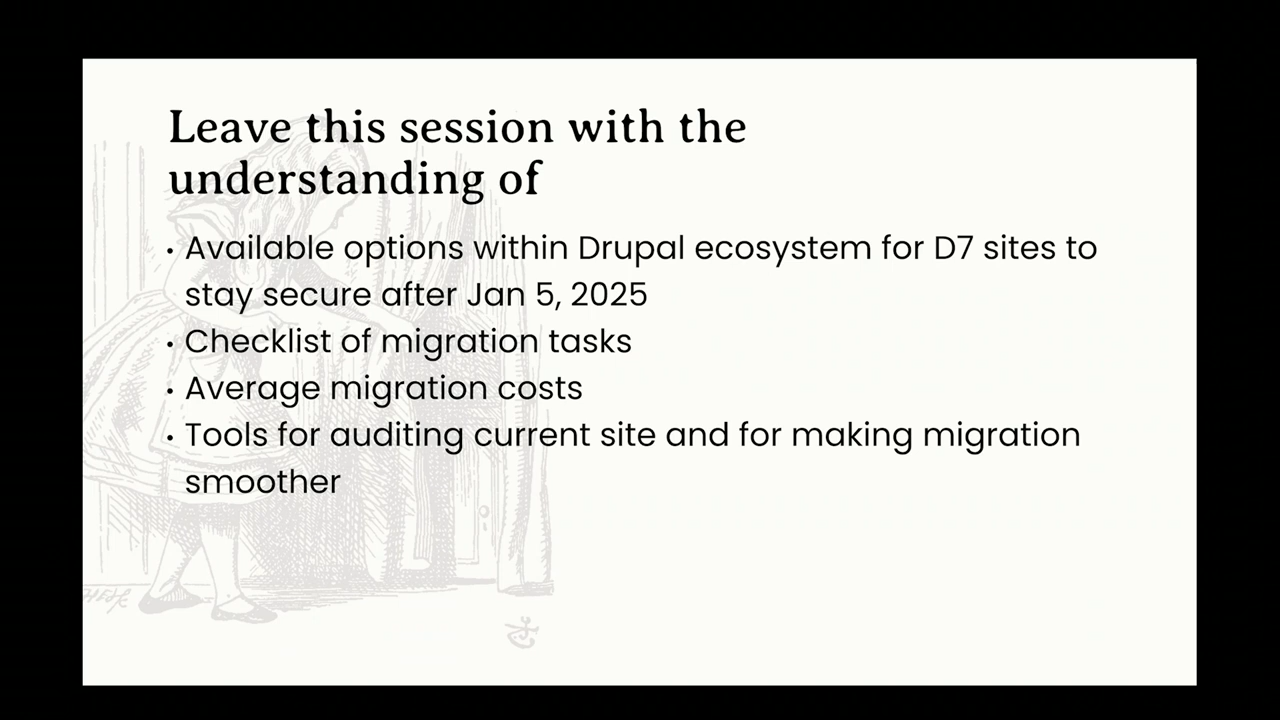 Leave this session with the
understanding of
• Available options within Drupal ecosystem for D7 sites to
stay secure after Jan 5, 2025
• Checklist of migration tasks
• Average migration costs
• Tools for auditing current site and for making migration
smoother